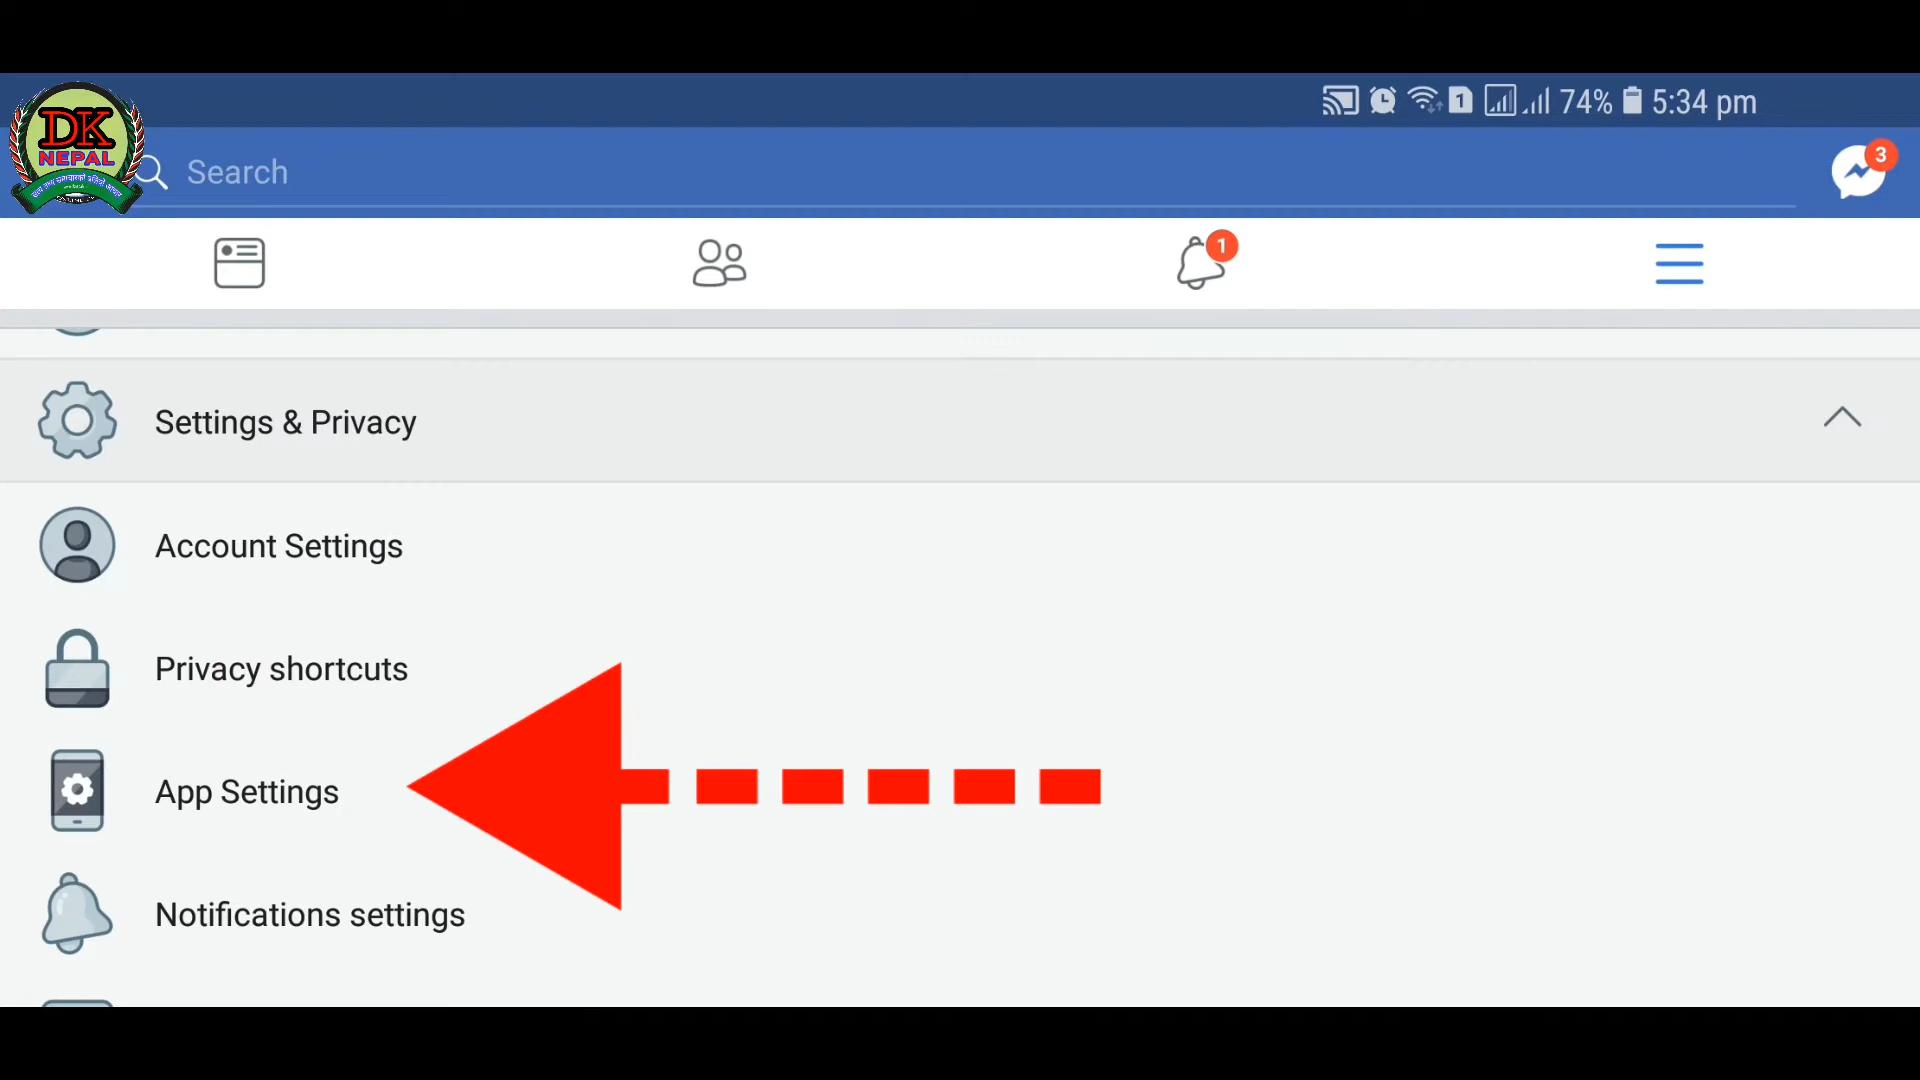 74% 5:34 pm
DK
NEPAL
1
Search
3
1
Settings & Privacy
Account Settings
Privacy shortcuts
App Settings
Notifications settings